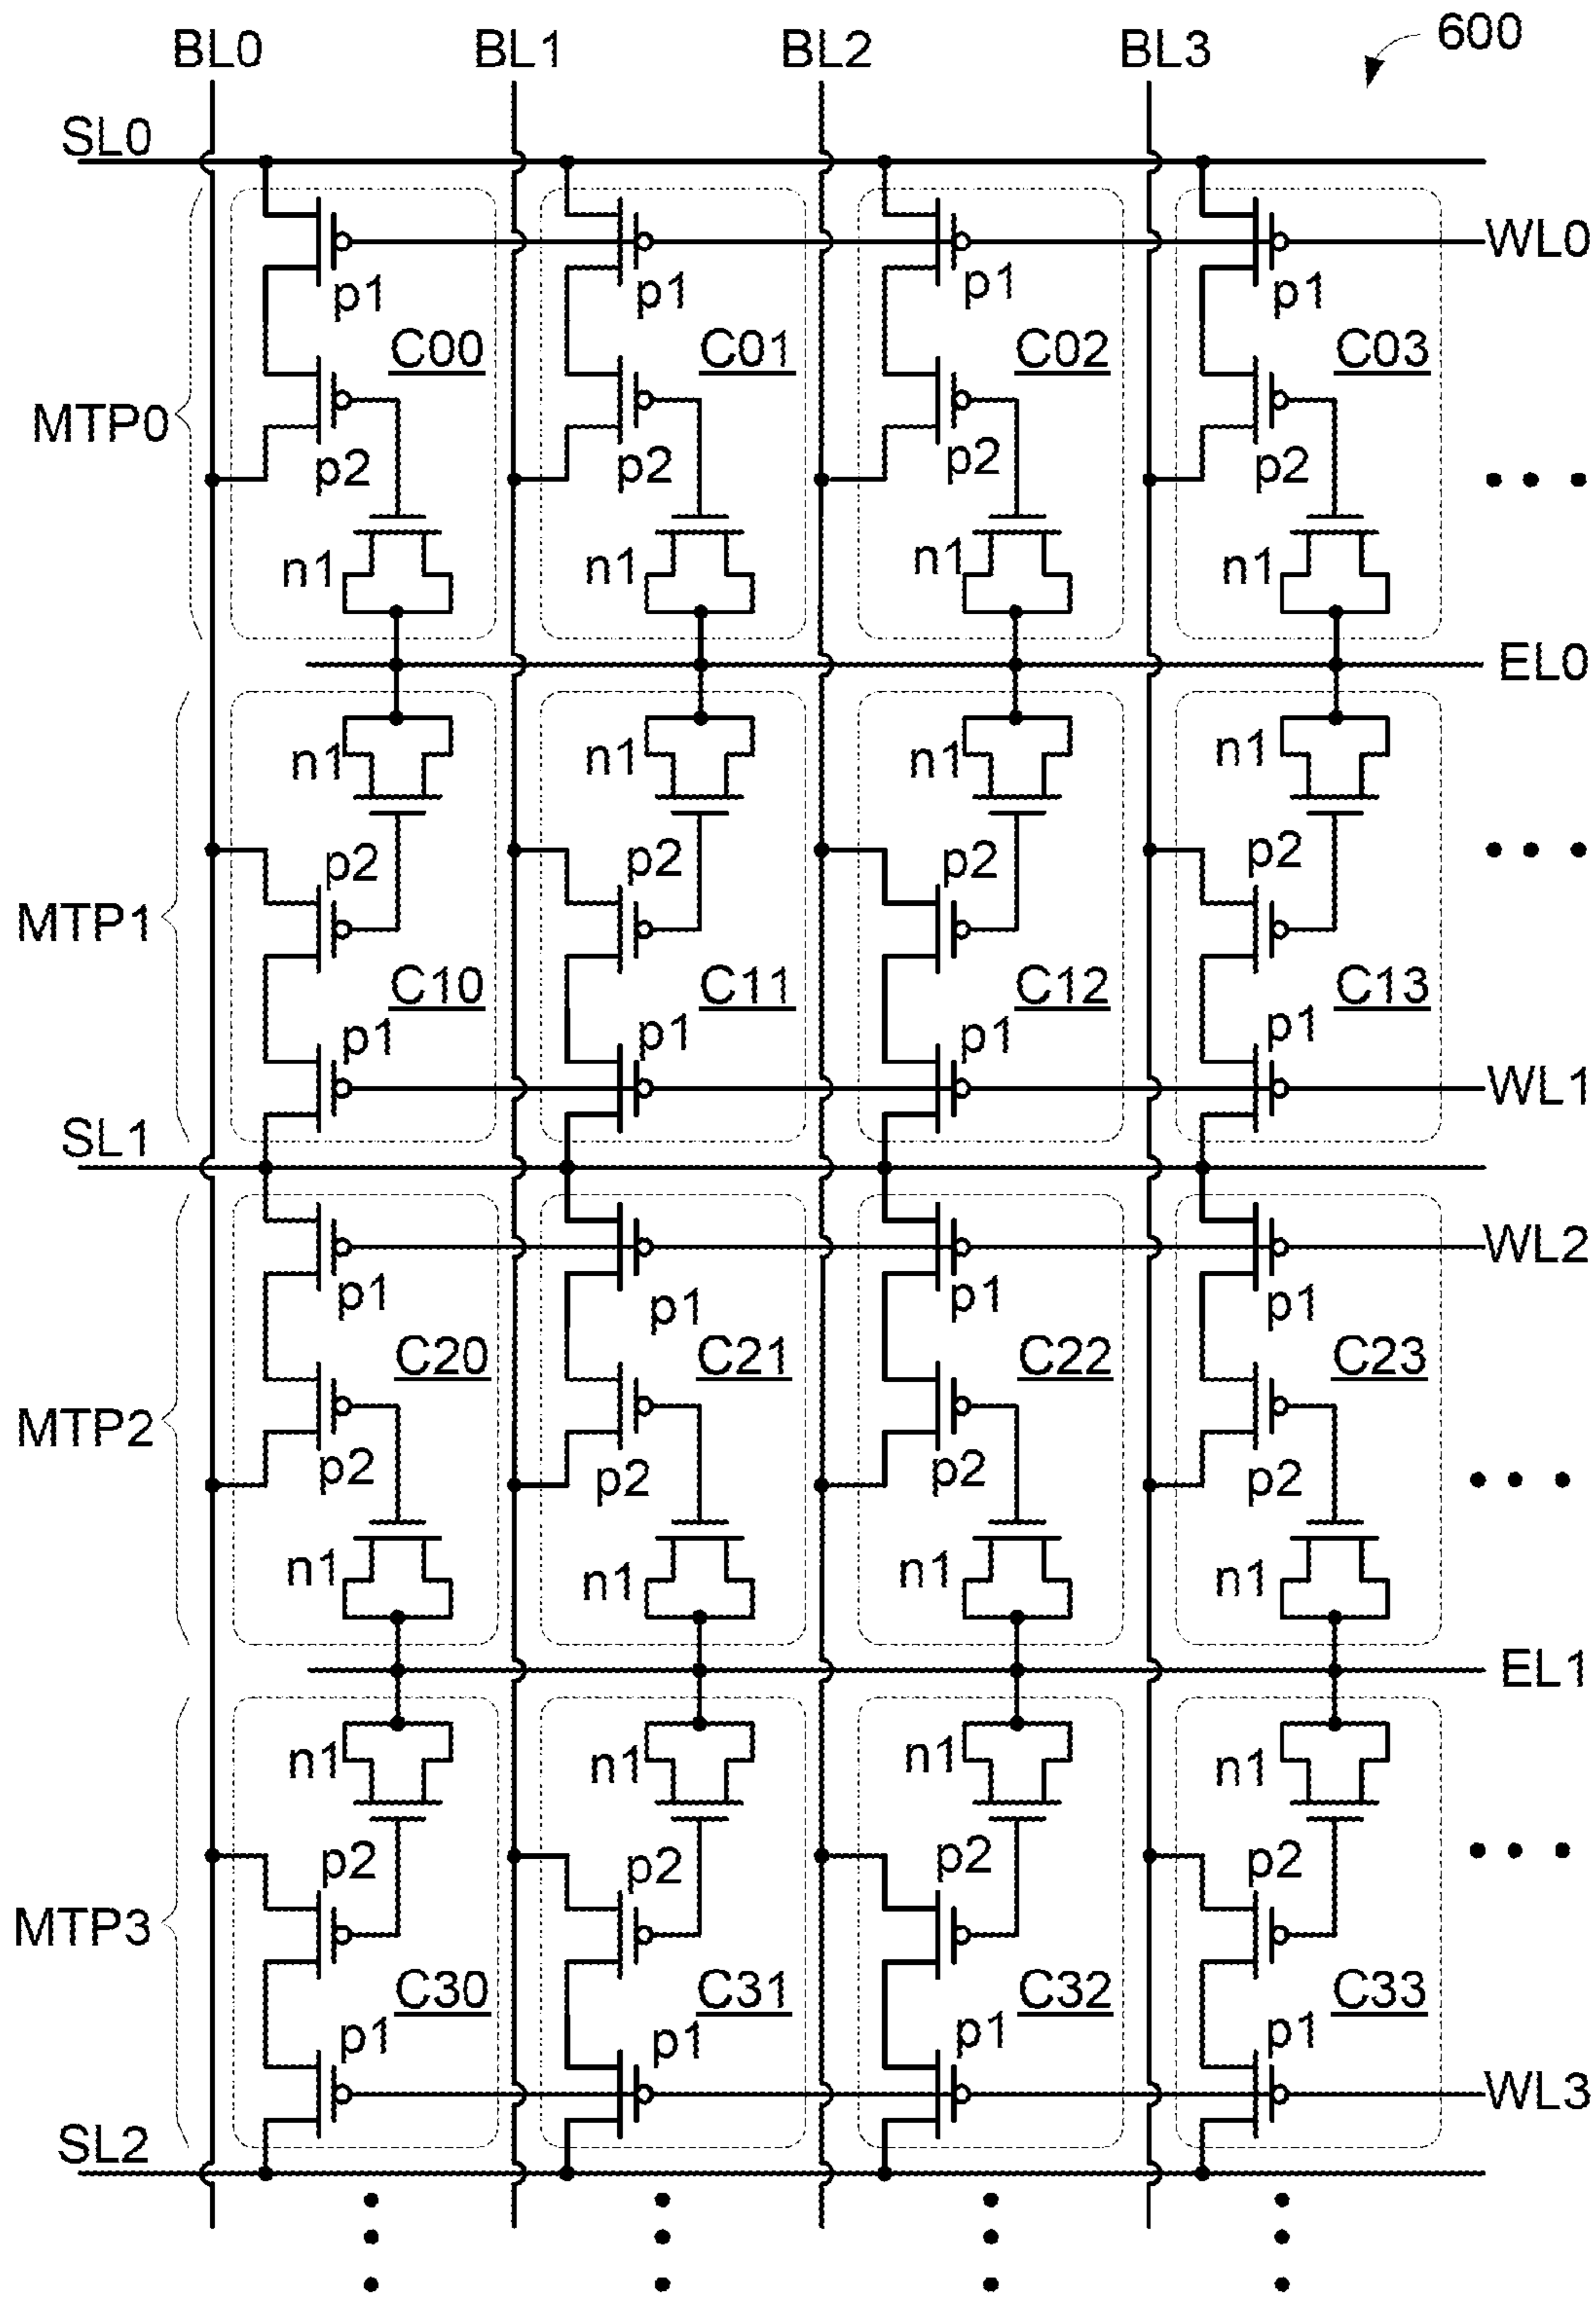 BL0 BL1 BL2 BL3 600
SL0
WL0
p1 p1 p1 p1
C00 C01 C02 C03
MTP0
p2 p2 p2 p2
n1 n1 n1 n1
EL0
n1 n1 n1 n1
p2 p2 p2 p2
MTP1
C10 C11 C12 C13
p1 p1 p1 p1
WL1
SL1
WL2
p1 p1 p1 p1
C20 C21 C22 C23
MTP2
p2 p2 p2 p2
n1 n1 n1 n1
EL1
n1 n1 n1 n1
p2 p2 p2 p2
MTP3
C30 C31 C32 C33
p1 p1 p1 p1
WL3
SL2